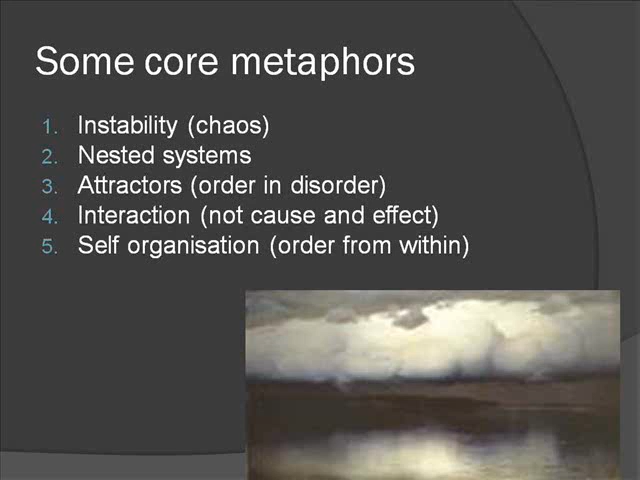 Some core metaphors
1. Instability (chaos)
2. Nested systems
3. Attractors (order in disorder)
4. Interaction (not cause and effect)
5. Self organisation (order from within)